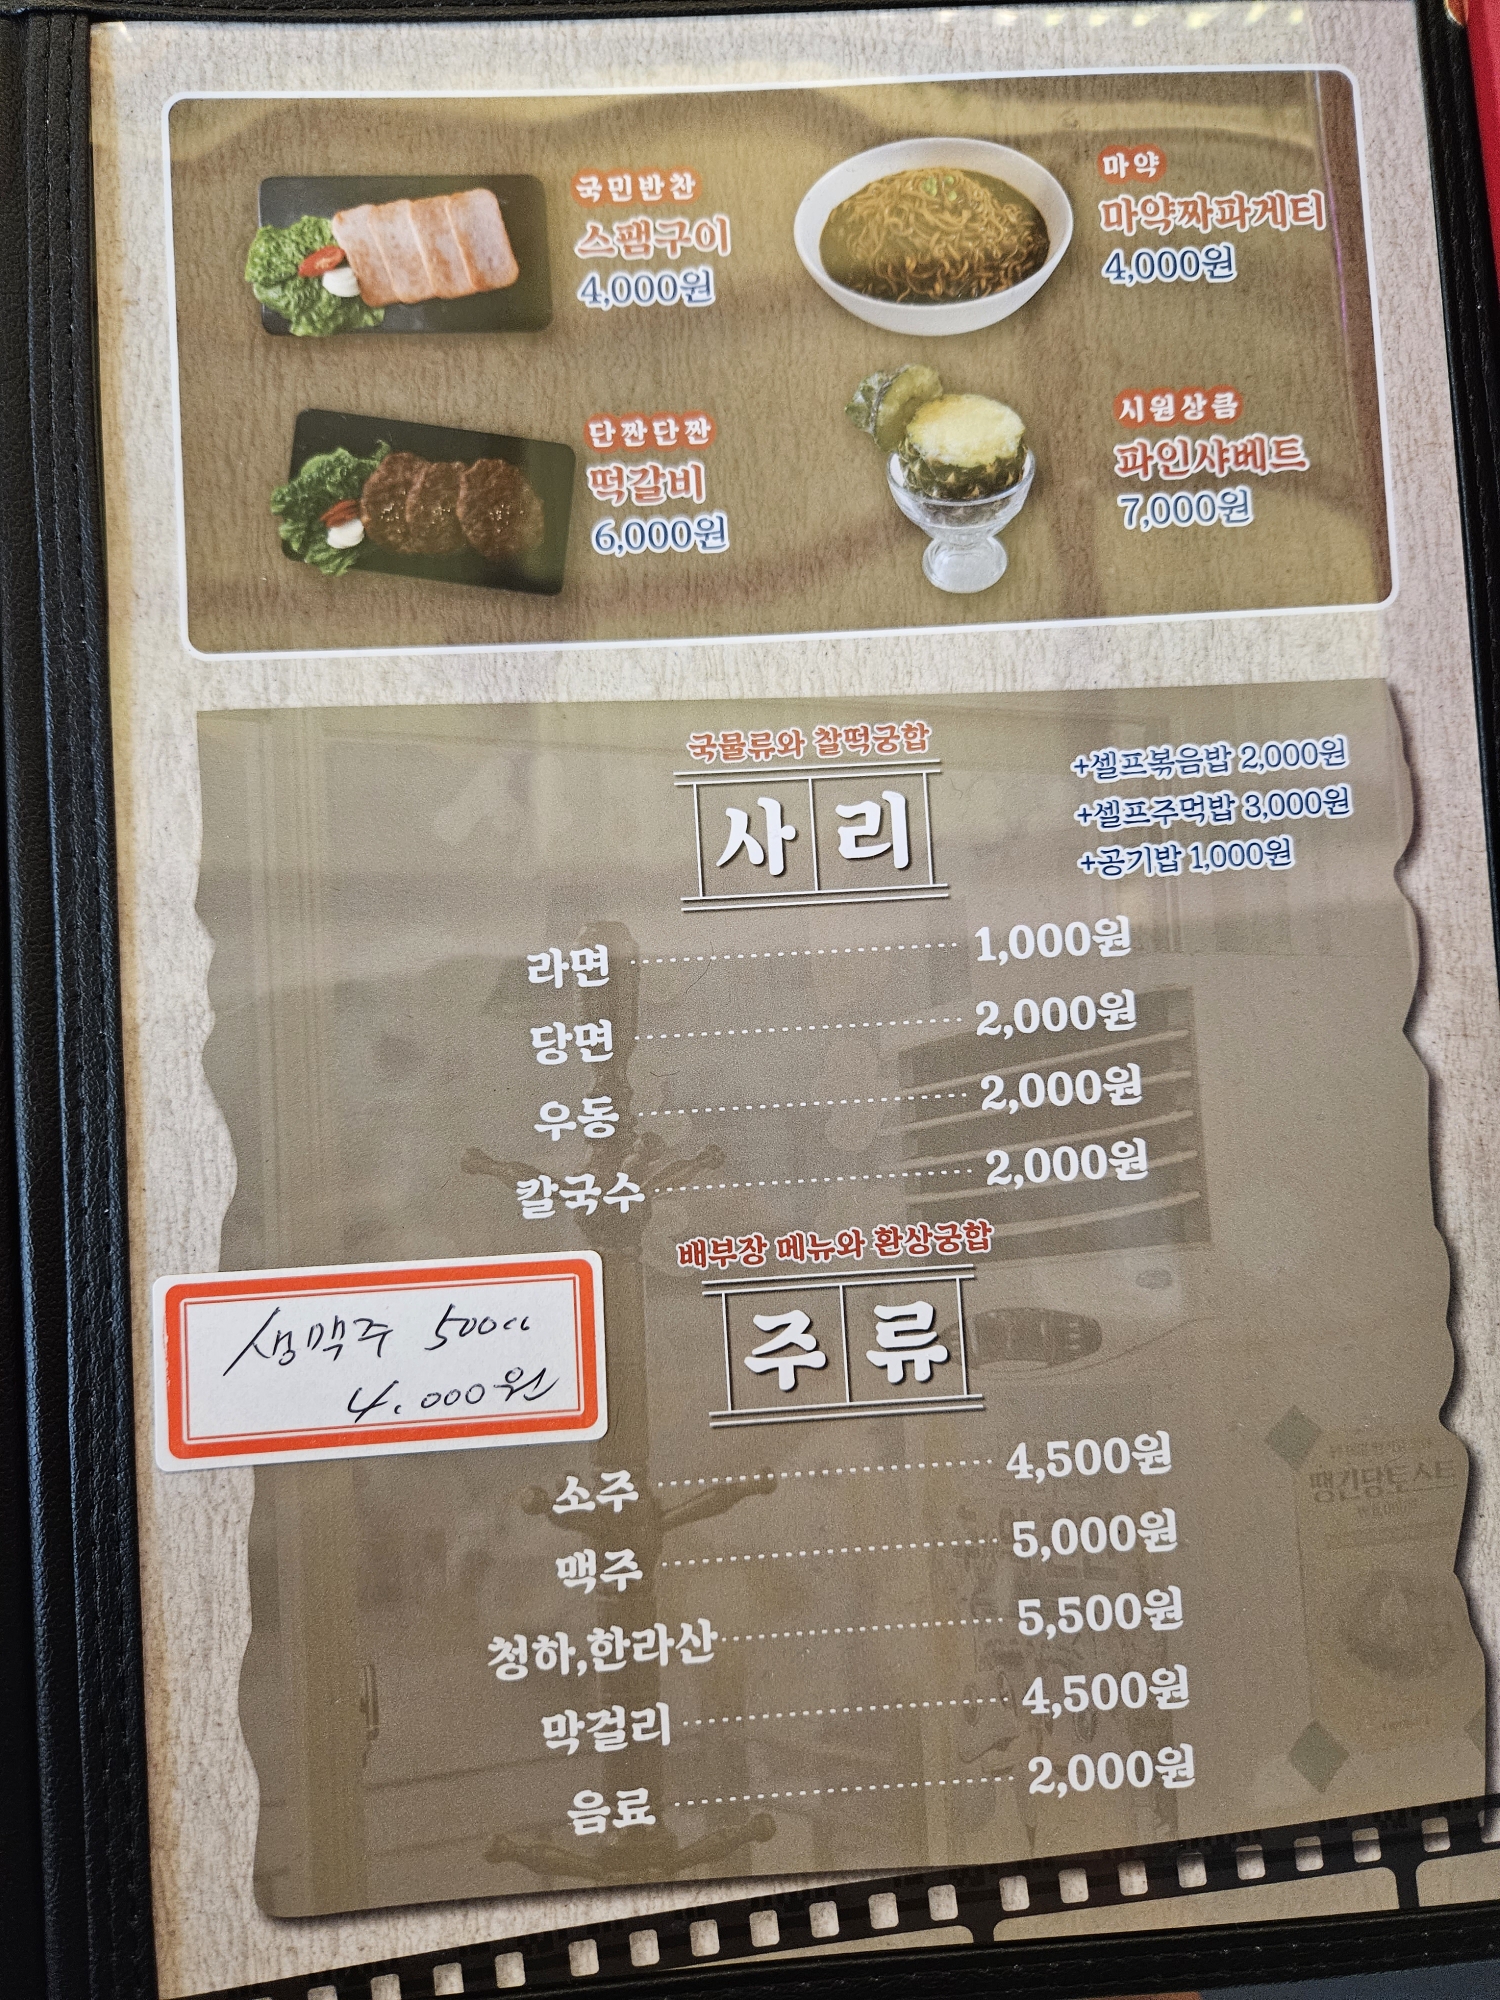 국민반찬
스팸구이
4,000원
마약
마약짜파게티
4,000원
단짠단짠
떡갈비
6,000원
시원상큼
파인샤베트
7,000원
국물류와 찰떡궁합
사리
+셀프볶음밥 2,000원
+셀프주먹밥 3,000원
+공기밥 1,000원
라면 1,000원
당면 2,000원
우동 2,000원
칼국수 2,000원
배부장 메뉴와 환상궁합
주류
생맥주 500cc
4.000원
소주 4,500원
맥주 5,000원
청하,한라산 5,500원
막걸리 4,500원
음료 2,000원
땡긴당토스트